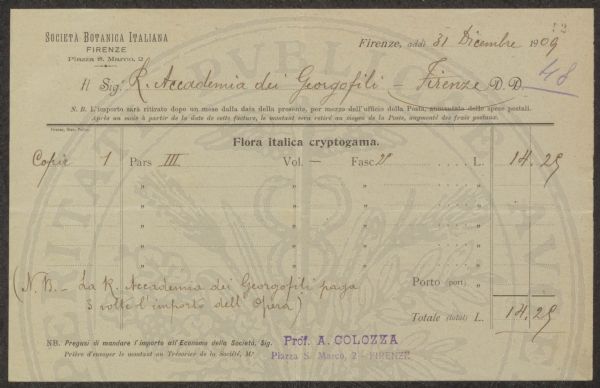 SOCIETÀ BOTANICA ITALIANA
FIRENZE
Piazza S. Marco, 2
Firenze, addì 31 Dicembre 1909
12
48
Il Sig. R. Accademia dei Georgofili – Firenze D. D.
N. B. L'importo sarà ritirato dopo un mese dalla data della presente, per mezzo dell'ufficio della Posta, aumentato delle spese postali.
Après un mois à partir de la date de cette facture, le montant sera retiré au moyen de la Poste, augmenté des frais postaux.
Flora italica cryptogama.
Copie 1 Pars III. Vol. — Fasc. 2º L. 14.25
" " " "
" " " "
" " " "
" " " "
" " " "
(N. B. – La R. Accademia dei Georgofili paga Porto (port) "
3 volte l'importo dell'Opera)
Totale (total) L. 14.25
NB. Pregasi di mandare l'importo all'Economo della Società, Sig. Prof. A. COLOZZA
Prière d'envoyer le montant au Trésorier de la Société, Mr Piazza S. Marco, 2 – FIRENZE